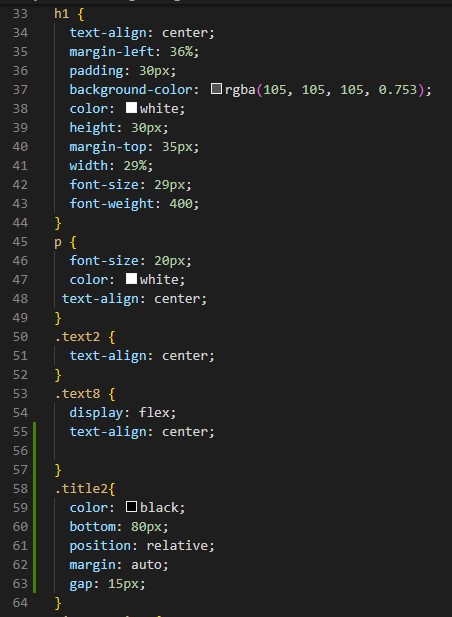 33 h1 {
34 text-align: center;
35 margin-left: 36%;
36 padding: 30px;
37 background-color: rgba(105, 105, 105, 0.753);
38 color: white;
39 height: 30px;
40 margin-top: 35px;
41 width: 29%;
42 font-size: 29px;
43 font-weight: 400;
44 }
45 p {
46 font-size: 20px;
47 color: white;
48 text-align: center;
49 }
50 .text2 {
51 text-align: center;
52 }
53 .text8 {
54 display: flex;
55 text-align: center;
56
57 }
58 .title2{
59 color: black;
60 bottom: 80px;
61 position: relative;
62 margin: auto;
63 gap: 15px;
64 }